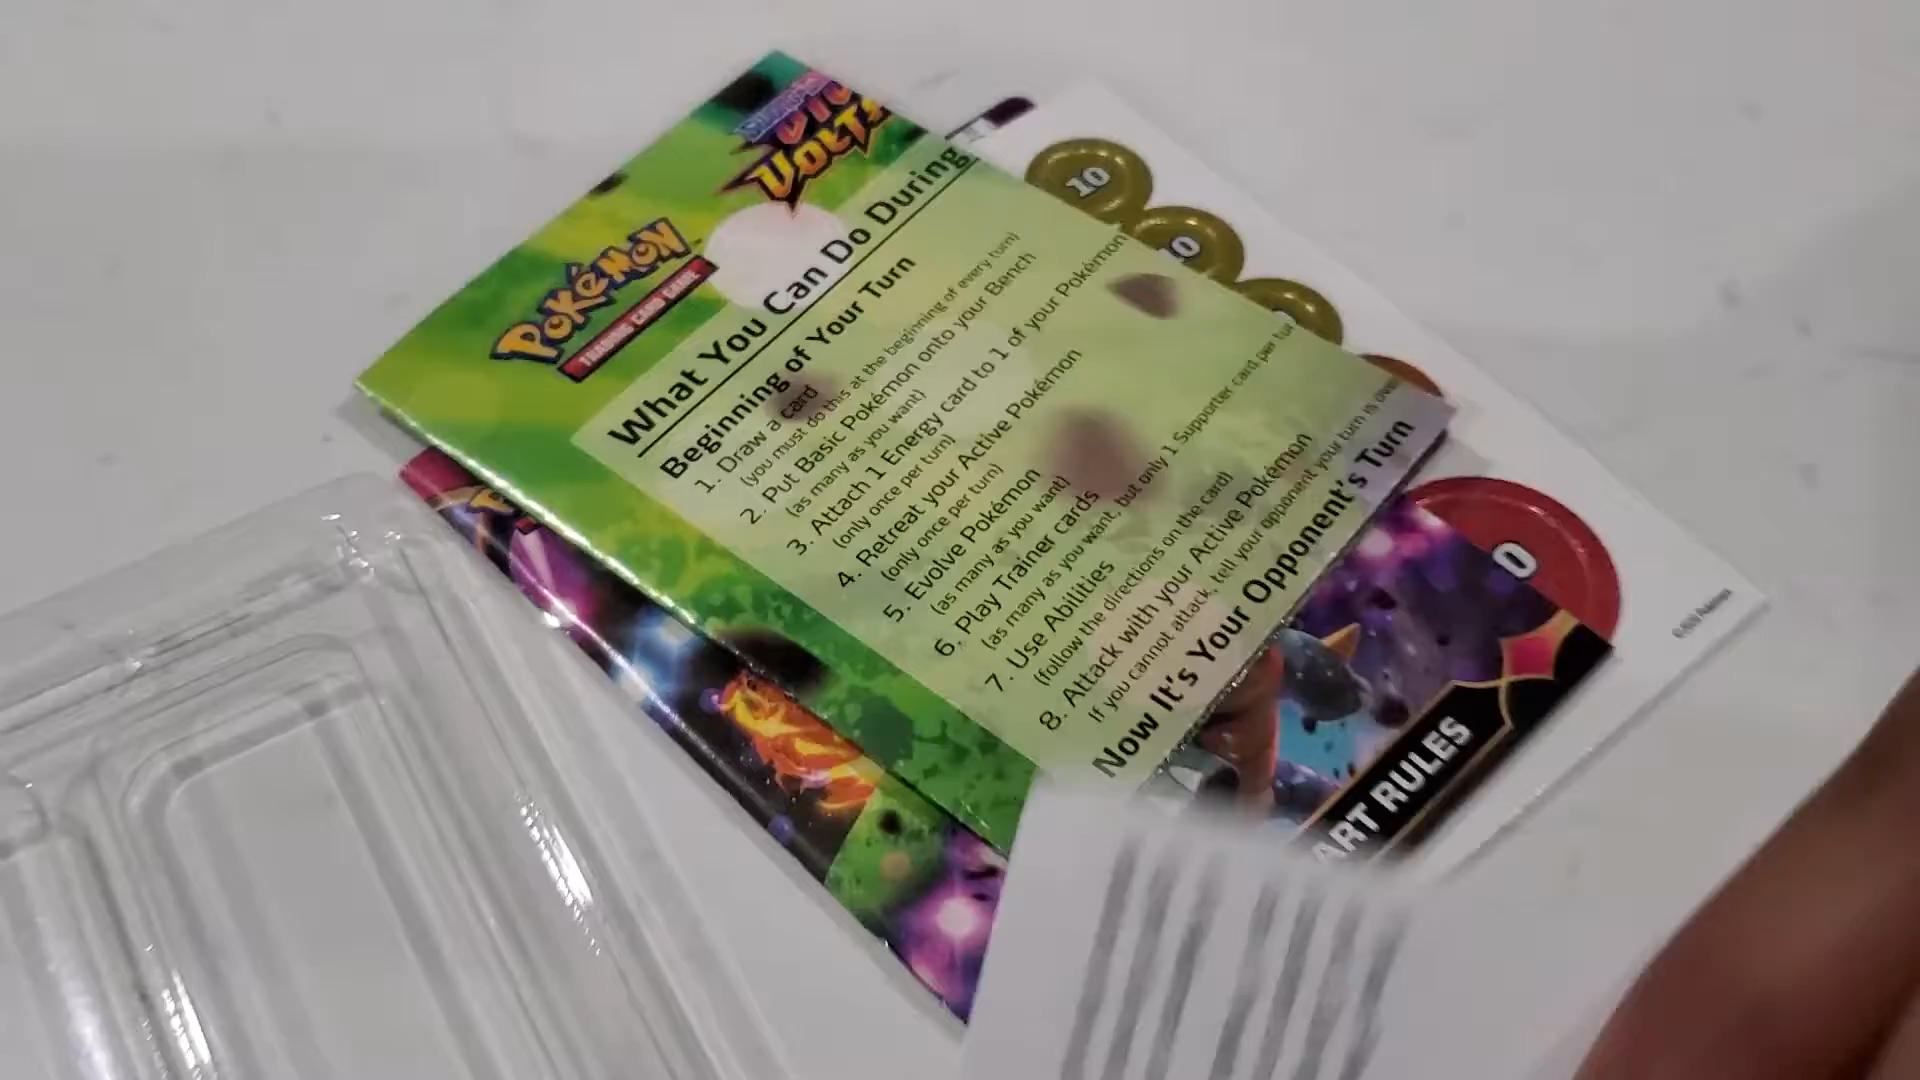 Pokémon
TRADING CARD GAME
VOLTS
What You Can Do During
Beginning of Your Turn
1. Draw a card
(you must do this at the beginning of every turn)
2. Put Basic Pokémon onto your Bench
(as many as you want)
3. Attach 1 Energy card to 1 of your Pokémon
(only once per turn)
4. Retreat your Active Pokémon
(only once per turn)
5. Evolve Pokémon
(as many as you want)
6. Play Trainer cards
(as many as you want, but only 1 Supporter card per
7. Use Abilities
(follow the directions on the card)
8. Attack with your Active Pokémon
If you cannot attack, tell your opponent your turn is
Now It's Your Opponent's Turn
10
10
0
ART RULES